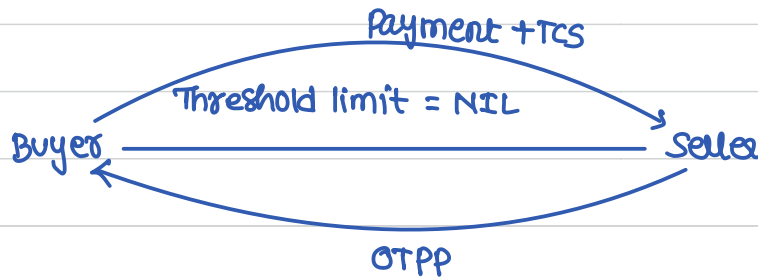 Payment + TCS
Threshold limit = NIL
Buyer Seller
OTPP